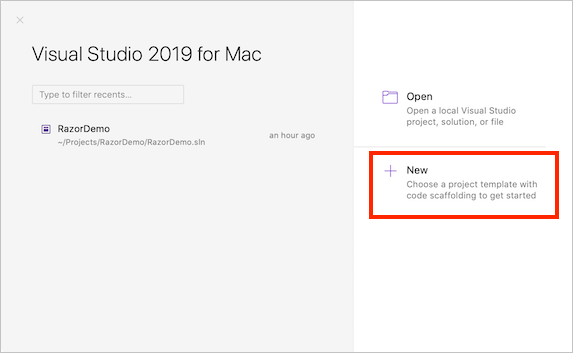 Visual Studio 2019 for Mac
Type to filter recents...
RazorDemo
~/Projects/RazorDemo/RazorDemo.sln
an hour ago
Open
Open a local Visual Studio
project, solution, or file
New
Choose a project template with
code scaffolding to get started